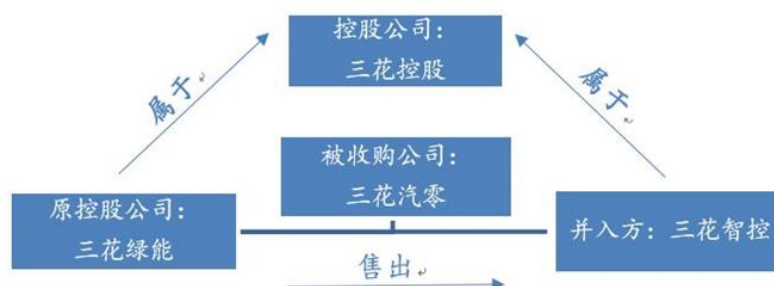 控股公司：
三花控股
属于
属于
被收购公司：
三花汽零
原控股公司：
三花绿能
并入方：三花智控
售出